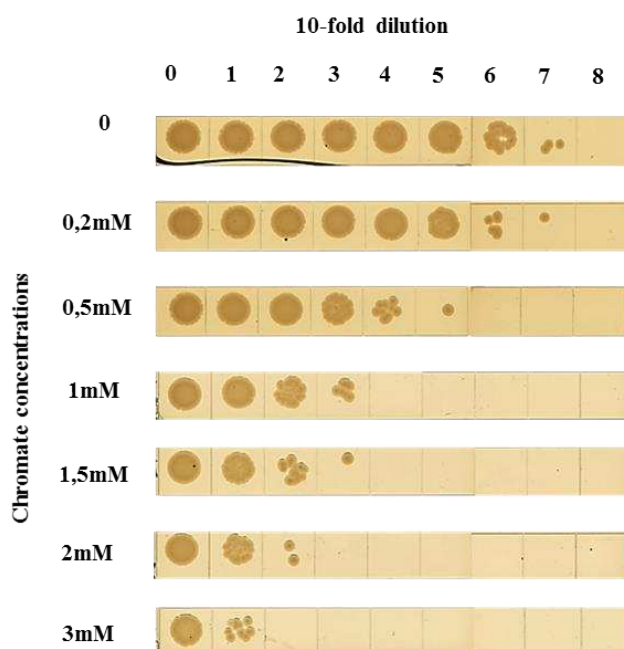 10-fold dilution
0 1 2 3 4 5 6 7 8
Chromate concentrations
0
0,2mM
0,5mM
1mM
1,5mM
2mM
3mM